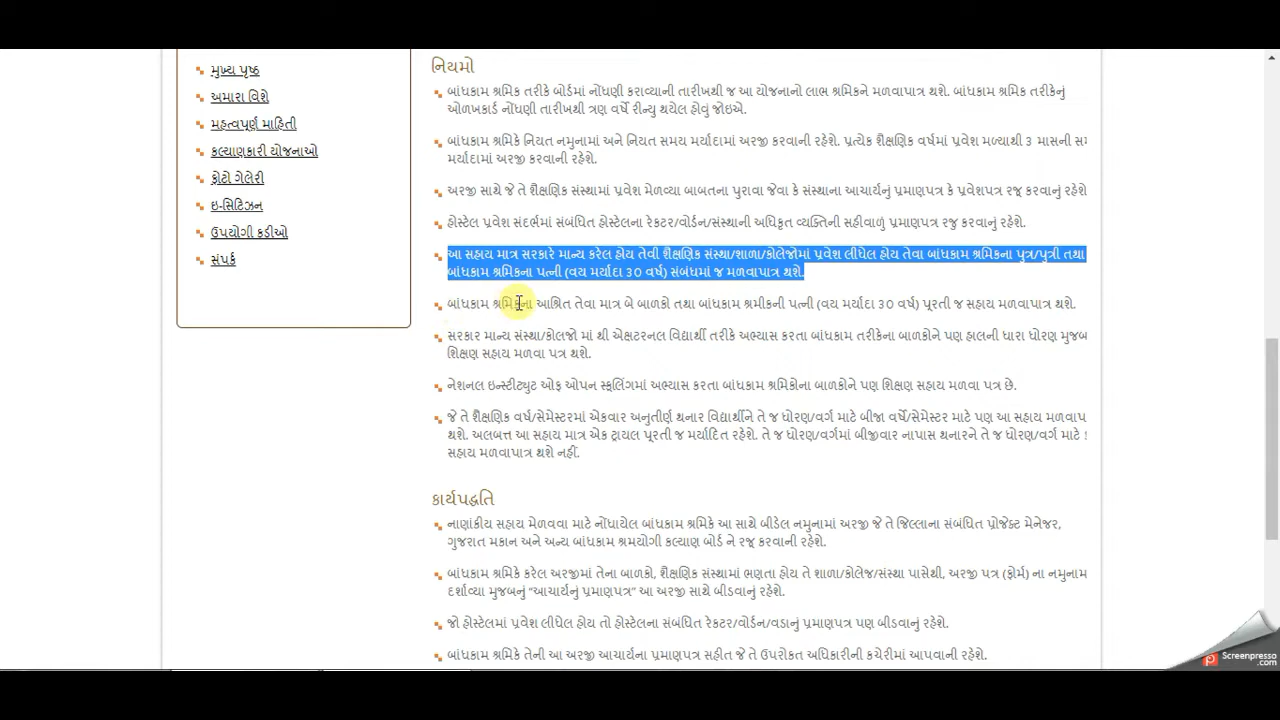 મુખ્ય પૃષ્ઠ
અમારા વિશે
મહત્વપૂર્ણ માહિતી
કલ્યાણકારી યોજનાઓ
ફોટો ગેલેરી
ઇ-સિટિઝન
ઉપયોગી કડીઓ
સંપર્ક
નિયમો
બાંધકામ શ્રમિક તરીકે બોર્ડમાં નોંધણી કરાવ્યાની તારીખથી જ આ યોજનાનો લાભ શ્રમિકને મળવાપાત્ર થશે. બાંધકામ શ્રમિક તરીકેનું
ઓળખકાર્ડ નોંધણી તારીખથી ત્રણ વર્ષે રીન્યુ થયેલ હોવું જોઇએ.
બાંધકામ શ્રમિકે નિયત નમુનામાં અને નિયત સમય મર્યાદામાં અરજી કરવાની રહેશે. પ્રત્યેક શૈક્ષણિક વર્ષમાં પ્રવેશ મળ્યાથી 3 માસની સમ
મર્યાદામાં અરજી કરવાની રહેશે.
અરજી સાથે જે તે શૈક્ષણિક સંસ્થામાં પ્રવેશ મેળવ્યા બાબતના પુરાવા જેવા કે સંસ્થાના આચાર્યનું પ્રમાણપત્ર કે પ્રવેશપત્ર રજૂ કરવાનું રહેશે
હોસ્ટેલ પ્રવેશ સંદર્ભમાં સંબંધિત હોસ્ટેલના રેકટર/વોર્ડન/સંસ્થાની અધિકૃત વ્યક્તિની સહીવાળું પ્રમાણપત્ર રજુ કરવાનું રહેશે.
આ સહાય માત્ર સરકારે માન્ય કરેલ હોય તેવી શૈક્ષણિક સંસ્થા/શાળા/કોલેજોમાં પ્રવેશ લીધેલ હોય તેવા બાંધકામ શ્રમિકના પુત્ર/પુત્રી તથા
બાંધકામ શ્રમિકના પત્ની (વય મર્યાદા 30 વર્ષ) સંબંધમાં જ મળવાપાત્ર થશે.
બાંધકામ શ્રમિકના આશ્રિત તેવા માત્ર બે બાળકો તથા બાંધકામ શ્રમીકની પત્ની (વય મર્યાદા 30 વર્ષ) પૂરતી જ સહાય મળવાપાત્ર થશે.
સરકાર માન્ય સંસ્થા/કોલજો માં થી એક્ષટરનલ વિદ્યાર્થી તરીકે અભ્યાસ કરતા બાંધકામ તરીકેના બાળકોને પણ હાલની ધારા ધોરણ મુજબ
શિક્ષણ સહાય મળવા પત્ર થશે.
નેશનલ ઇન્સ્ટીટ્યુટ ઓફ ઓપન સ્કૂલિંગમાં અભ્યાસ કરતા બાંધકામ શ્રમિકોના બાળકોને પણ શિક્ષણ સહાય મળવા પત્ર છે.
જે તે શૈક્ષણિક વર્ષ/સેમેસ્ટરમાં એકવાર અનુતીર્ણ થનાર વિદ્યાર્થીને તે જ ધોરણ/વર્ગ માટે બીજા વર્ષે/સેમેસ્ટર માટે પણ આ સહાય મળવાપ
થશે. અલબત્ત આ સહાય માત્ર એક ટ્રાયલ પૂરતી જ મર્યાદિત રહેશે. તે જ ધોરણ/વર્ગમાં બીજીવાર નાપાસ થનારને તે જ ધોરણ/વર્ગ માટે
સહાય મળવાપાત્ર થશે નહીં.
કાર્યપદ્ધતિ
નાણાંકીય સહાય મેળવવા માટે નોંધાયેલ બાંધકામ શ્રમિકે આ સાથે બીડેલ નમુનામાં અરજી જે તે જિલ્લાના સંબંધિત પ્રોજેક્ટ મેનેજર,
ગુજરાત મકાન અને અન્ય બાંધકામ શ્રમયોગી કલ્યાણ બોર્ડ ને રજૂ કરવાની રહેશે.
બાંધકામ શ્રમિકે કરેલ અરજીમાં તેના બાળકો, શૈક્ષણિક સંસ્થામાં ભણતા હોય તે શાળા/કોલેજ/સંસ્થા પાસેથી, અરજી પત્ર (ફોર્મ) ના નમુનામ
દર્શાવ્યા મુજબનું "આચાર્યનું પ્રમાણપત્ર" આ અરજી સાથે બીડવાનું રહેશે.
જો હોસ્ટેલમાં પ્રવેશ લીધેલ હોય તો હોસ્ટેલના સંબંધિત રેકટર/વોર્ડન/વડાનું પ્રમાણપત્ર પણ બીડવાનું રહેશે.
બાંધકામ શ્રમિકે તેની આ અરજી આચાર્યના પ્રમાણપત્ર સહીત જે તે ઉપરોકત અધિકારીની કચેરીમાં આપવાની રહેશે.
Screenpresso
.com